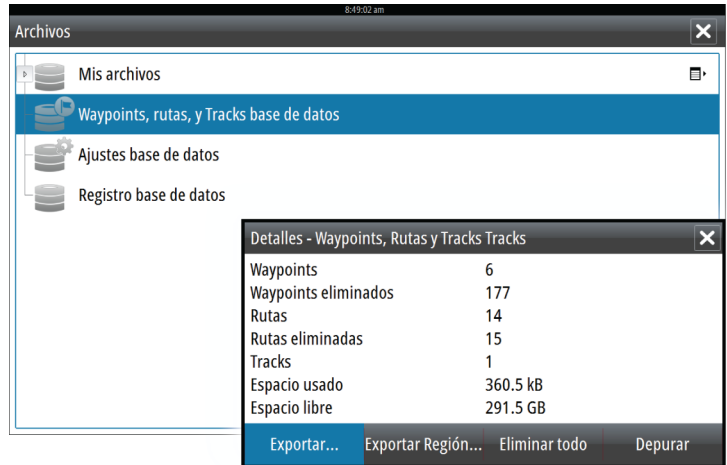 8:49:02 am
Archivos
Mis archivos
Waypoints, rutas, y Tracks base de datos
Ajustes base de datos
Registro base de datos
Detalles - Waypoints, Rutas y Tracks Tracks
Waypoints 6
Waypoints eliminados 177
Rutas 14
Rutas eliminadas 15
Tracks 1
Espacio usado 360.5 kB
Espacio libre 291.5 GB
Exportar... Exportar Región... Eliminar todo Depurar